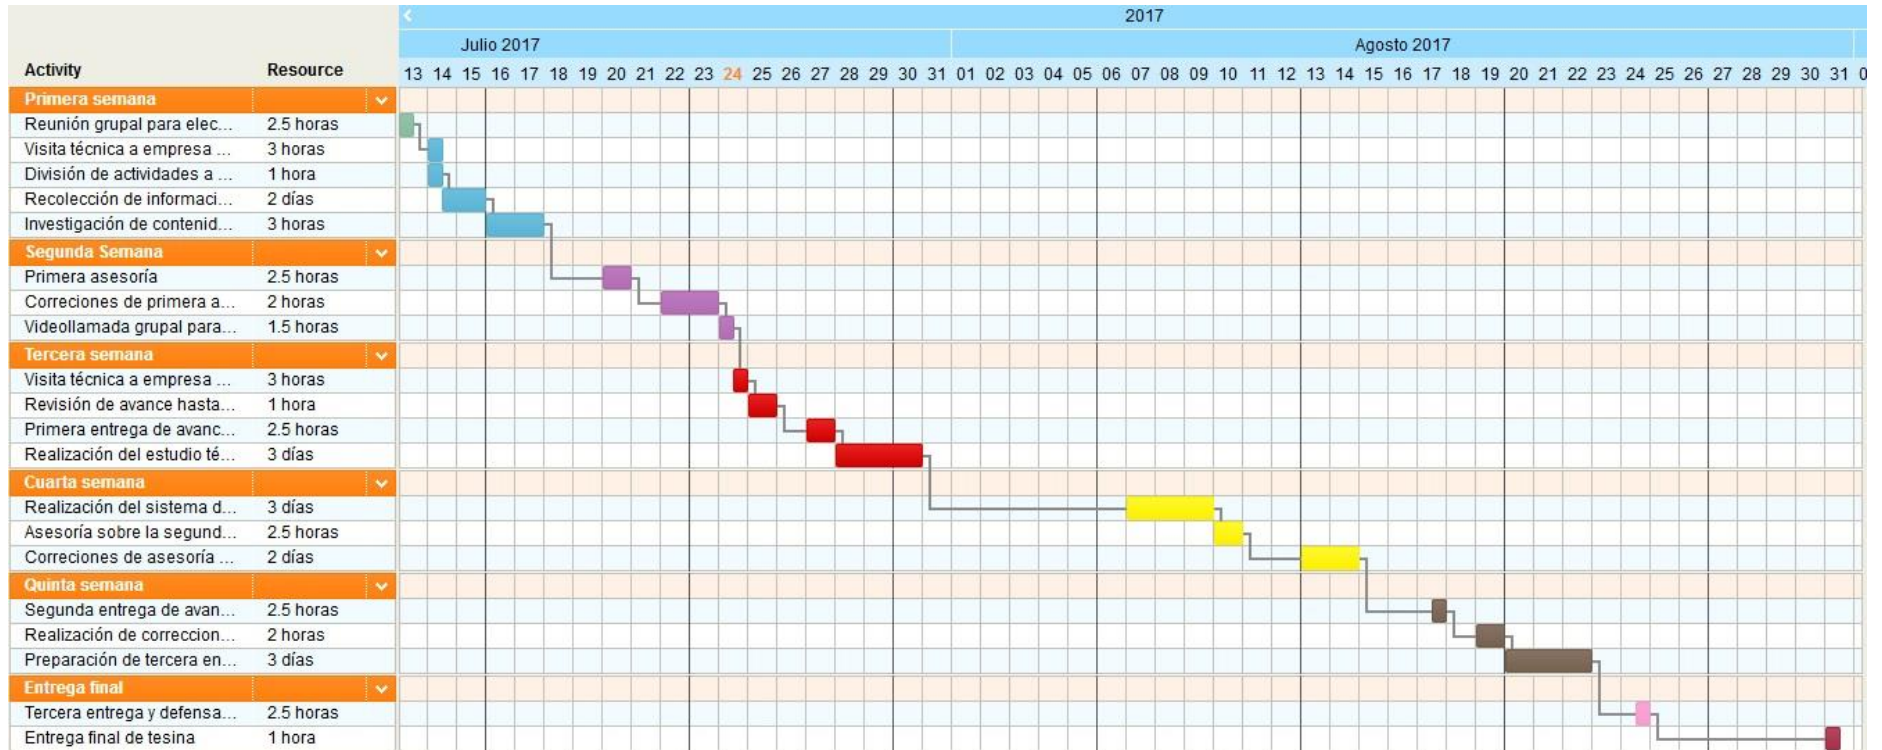 2017
Julio 2017 Agosto 2017
Activity Resource 13 14 15 16 17 18 19 20 21 22 23 24 25 26 27 28 29 30 31 01 02 03 04 05 06 07 08 09 10 11 12 13 14 15 16 17 18 19 20 21 22 23 24 25 26 27 28 29 30 31 0
Primera semana
Reunión grupal para elec... 2.5 horas
Visita técnica a empresa ... 3 horas
División de actividades a ... 1 hora
Recolección de informaci... 2 días
Investigación de contenid... 3 horas
Segunda Semana
Primera asesoría 2.5 horas
Correciones de primera a... 2 horas
Videollamada grupal para... 1.5 horas
Tercera semana
Visita técnica a empresa ... 3 horas
Revisión de avance hasta... 1 hora
Primera entrega de avanc... 2.5 horas
Realización del estudio té... 3 días
Cuarta semana
Realización del sistema d... 3 días
Asesoría sobre la segund... 2.5 horas
Correciones de asesoría ... 2 días
Quinta semana
Segunda entrega de avan... 2.5 horas
Realización de correccion... 2 horas
Preparación de tercera en... 3 días
Entrega final
Tercera entrega y defensa... 2.5 horas
Entrega final de tesina 1 hora